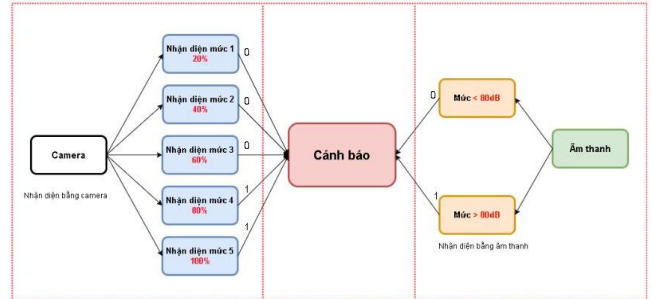 Nhận diện mức 1
20%
0
Nhận diện mức 2
40%
0
Nhận diện mức 3
60%
0
Nhận diện mức 4
80%
1
Nhận diện mức 5
100%
1
Camera
Nhận diện bằng camera
Cánh báo
0
Mức < 80dB
1
Mức > 80dB
Âm thanh
Nhận diện bằng âm thanh